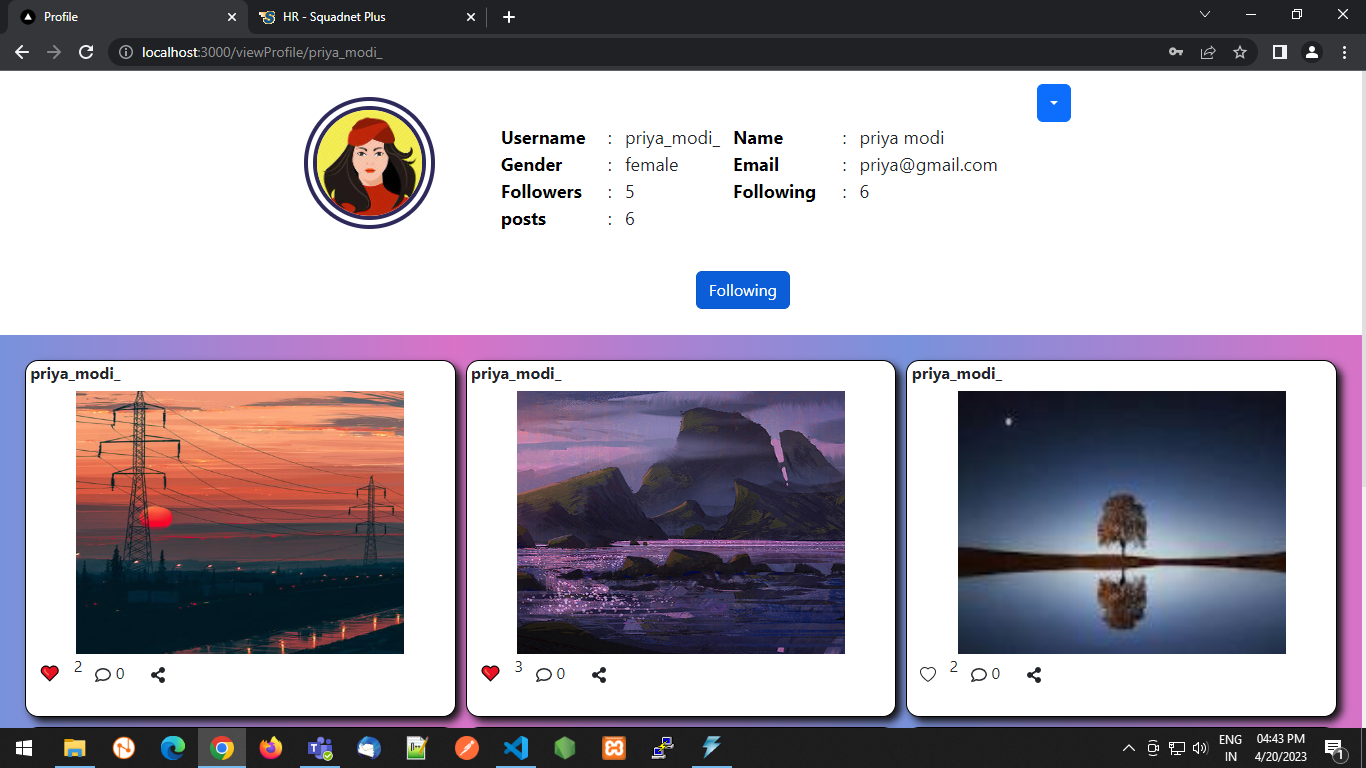 Profile
HR - Squadnet Plus
localhost:3000/viewProfile/priya_modi_
Username : priya_modi_ Name : priya modi
Gender : female Email : priya@gmail.com
Followers : 5 Following : 6
posts : 6
Following
priya_modi_ priya_modi_ priya_modi_
2 0 3 0 2 0
ENG 04:43 PM
IN 4/20/2023 1